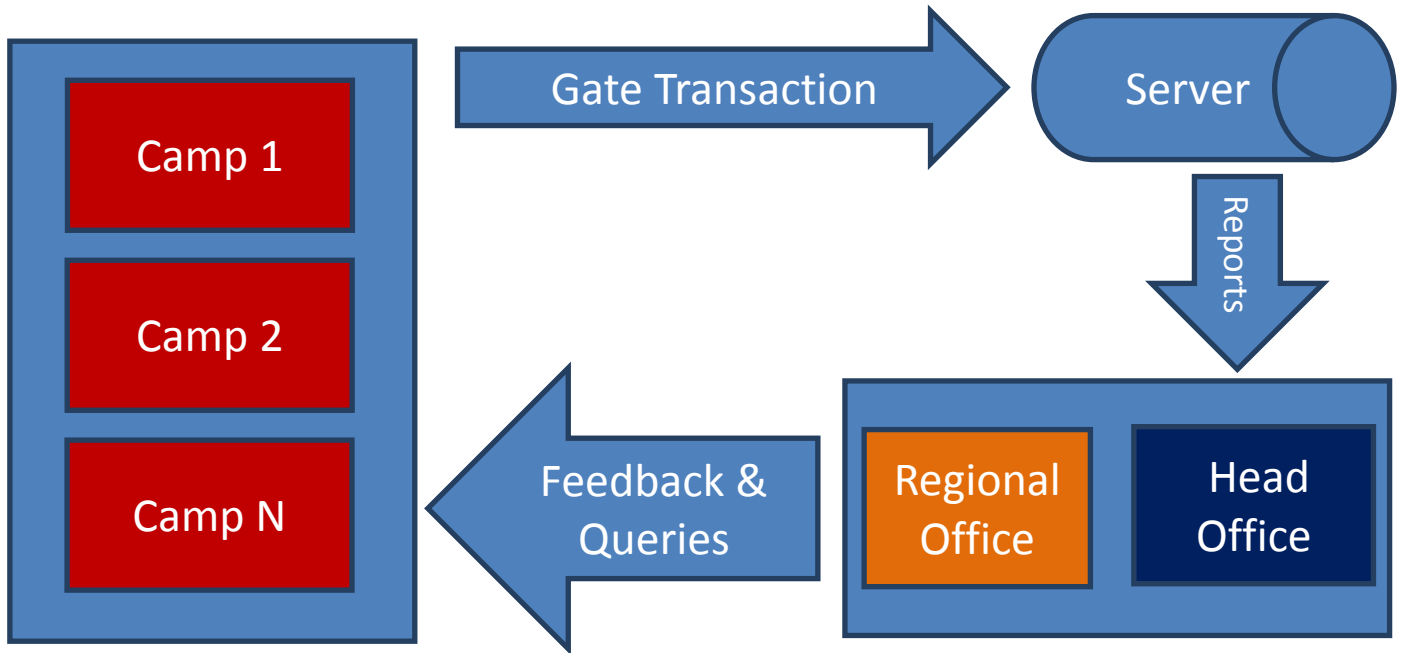 Camp 1
Camp 2
Camp N
Gate Transaction
Server
Reports
Regional
Office
Head
Office
Feedback &
Queries